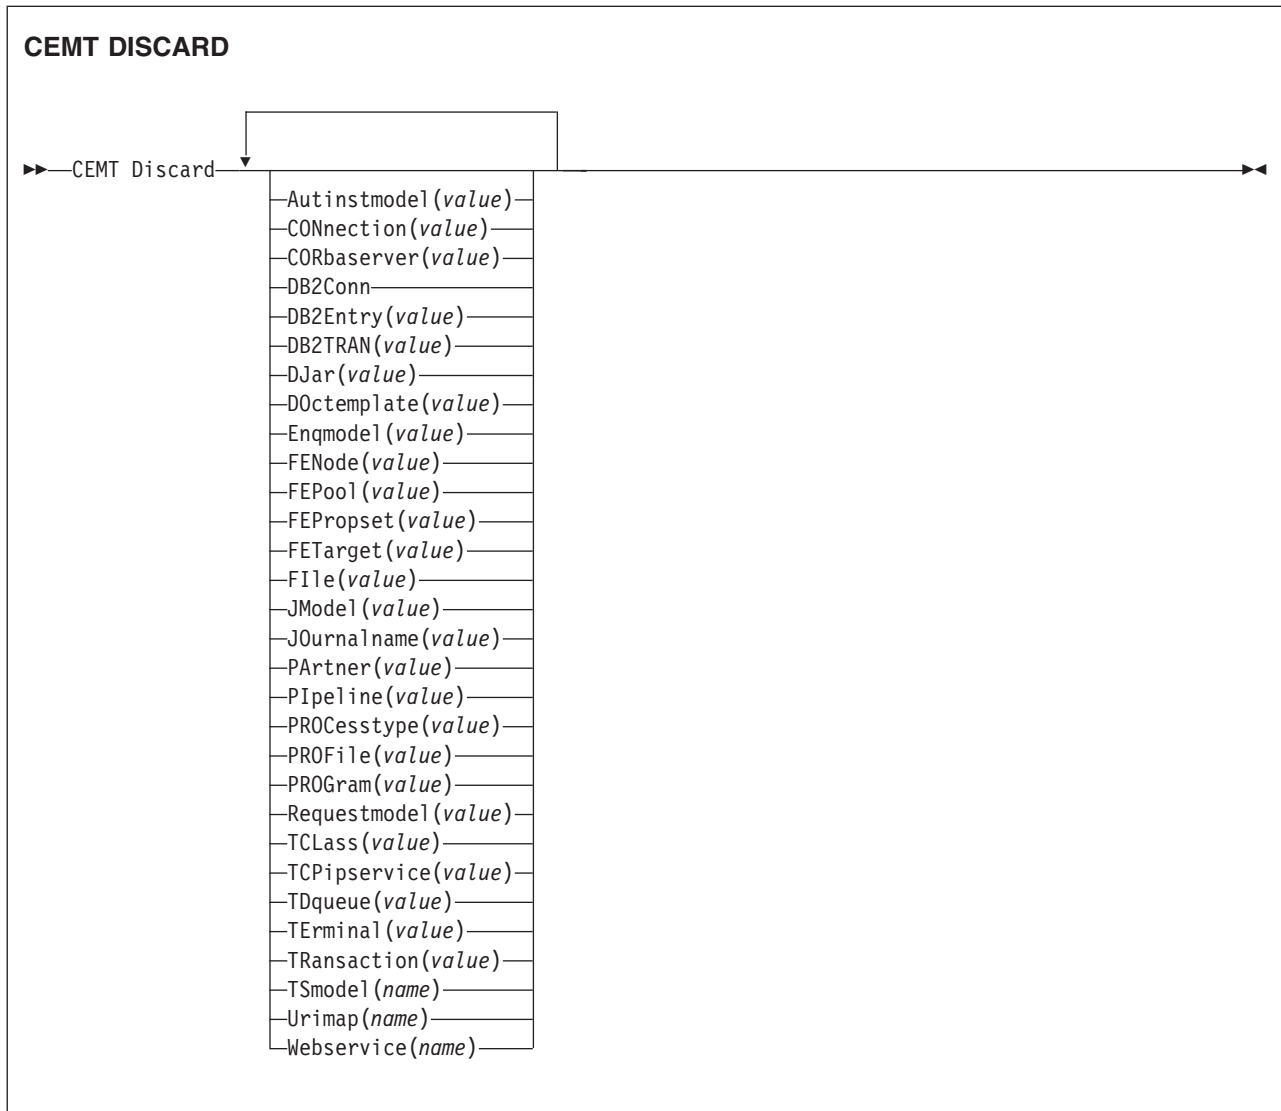 CEMT DISCARD
CEMT Discard
Autinstmodel(value)
CONnection(value)
CORbaserver(value)
DB2Conn
DB2Entry(value)
DB2TRAN(value)
DJar(value)
DOctemplate(value)
Enqmodel(value)
FENode(value)
FEPool(value)
FEPropset(value)
FETarget(value)
FIle(value)
JModel(value)
JOurnalname(value)
PArtner(value)
PIpeline(value)
PROCesstype(value)
PROFile(value)
PROGram(value)
Requestmodel(value)
TCLass(value)
TCPipservice(value)
TDqueue(value)
TErminal(value)
TRansaction(value)
TSmodel(name)
Urimap(name)
Webservice(name)